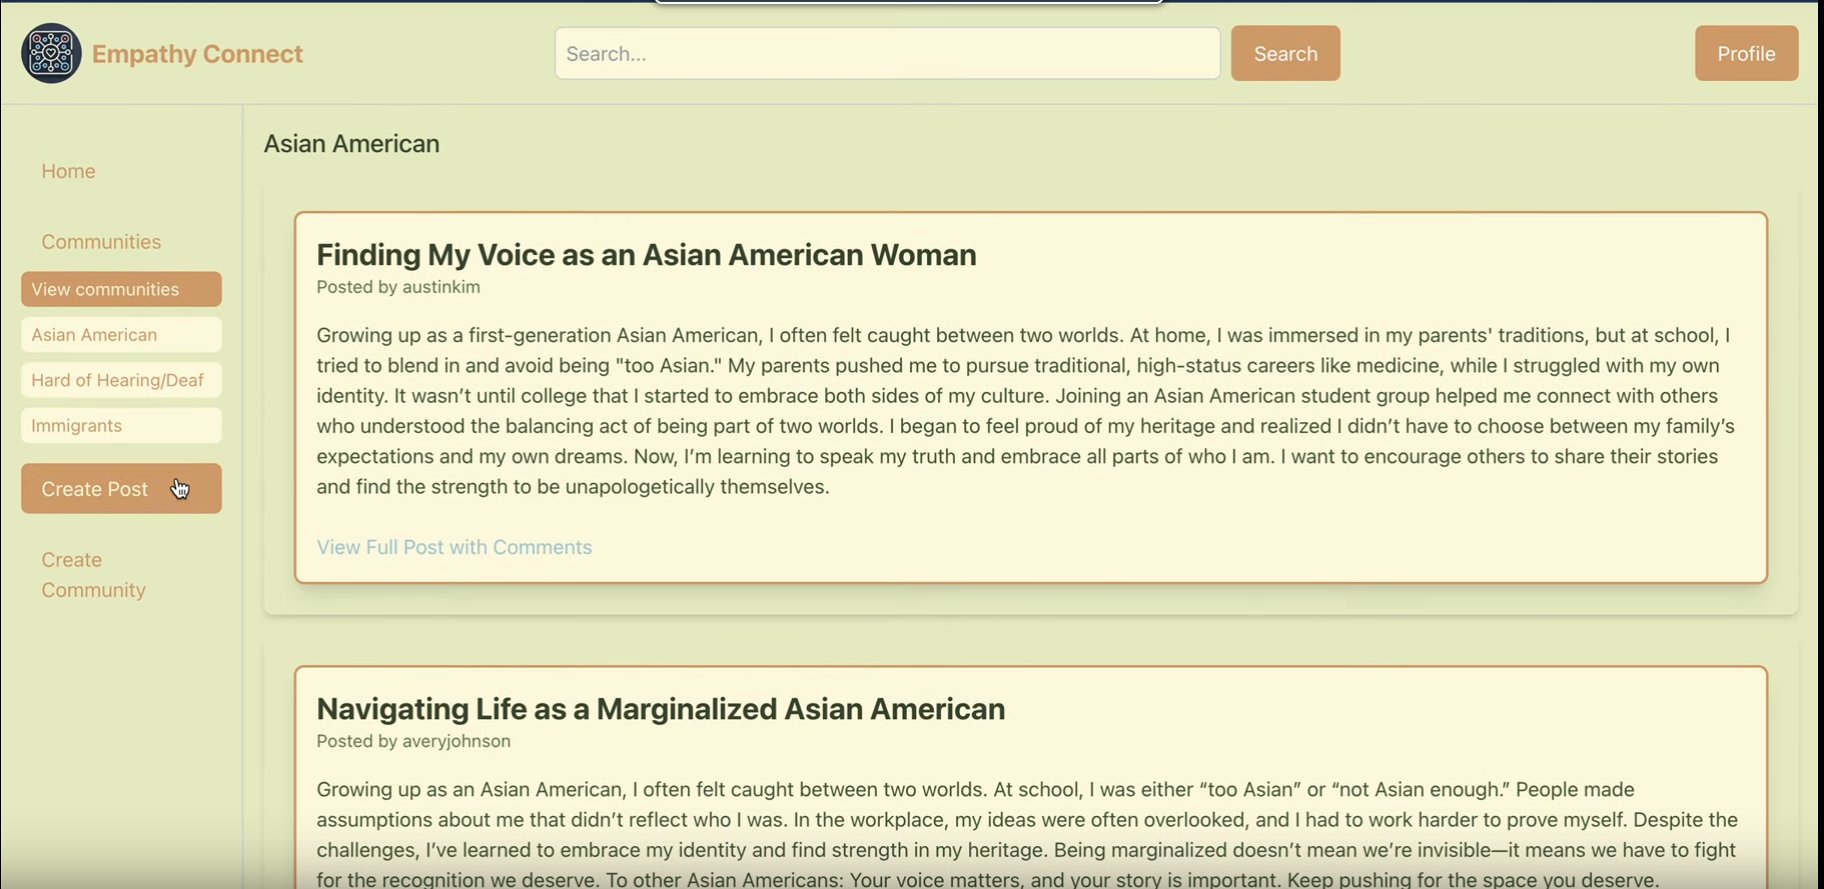 Empathy Connect
Search...
Search
Profile
Home
Communities
View communities
Asian American
Hard of Hearing/Deaf
Immigrants
Create Post
Create
Community
Asian American
Finding My Voice as an Asian American Woman
Posted by austinkim
Growing up as a first-generation Asian American, I often felt caught between two worlds. At home, I was immersed in my parents' traditions, but at school, I
tried to blend in and avoid being "too Asian." My parents pushed me to pursue traditional, high-status careers like medicine, while I struggled with my own
identity. It wasn’t until college that I started to embrace both sides of my culture. Joining an Asian American student group helped me connect with others
who understood the balancing act of being part of two worlds. I began to feel proud of my heritage and realized I didn’t have to choose between my family’s
expectations and my own dreams. Now, I’m learning to speak my truth and embrace all parts of who I am. I want to encourage others to share their stories
and find the strength to be unapologetically themselves.
View Full Post with Comments
Navigating Life as a Marginalized Asian American
Posted by averyjohnson
Growing up as an Asian American, I often felt caught between two worlds. At school, I was either “too Asian” or “not Asian enough.” People made
assumptions about me that didn’t reflect who I was. In the workplace, my ideas were often overlooked, and I had to work harder to prove myself. Despite the
challenges, I’ve learned to embrace my identity and find strength in my heritage. Being marginalized doesn’t mean we’re invisible—it means we have to fight
for the recognition we deserve. To other Asian Americans: Your voice matters, and your story is important. Keep pushing for the space you deserve.